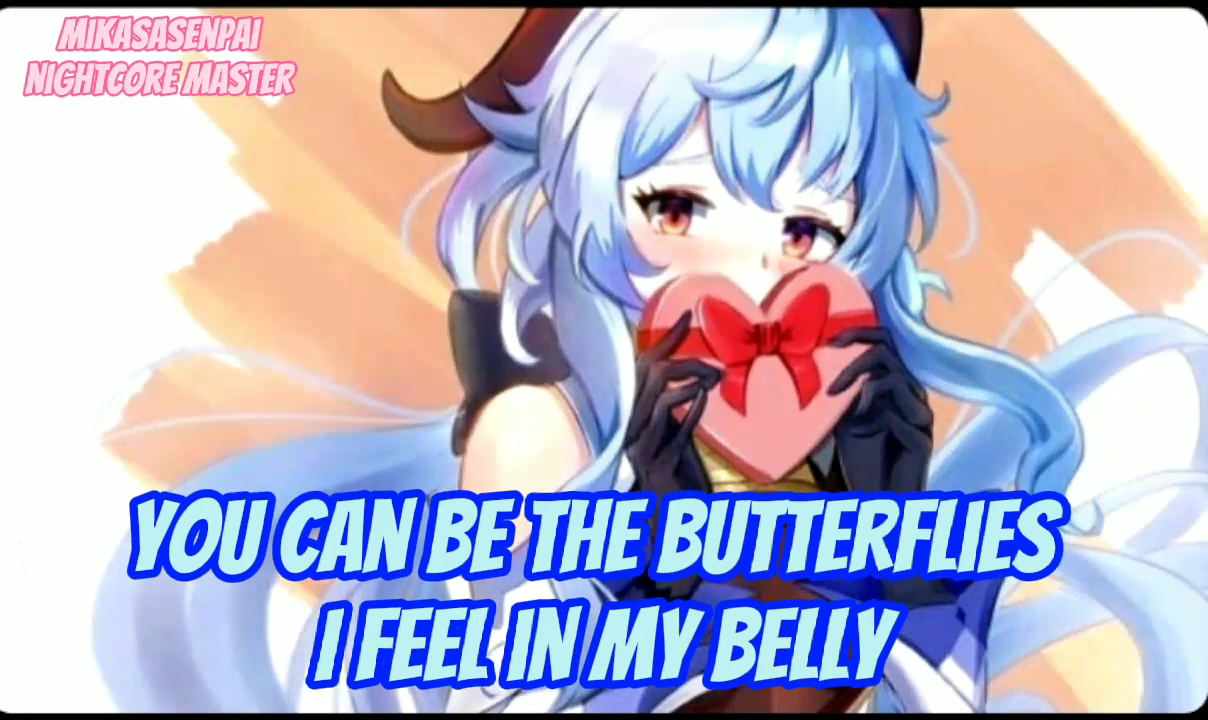 MIKASASENPAI
NIGHTCORE MASTER
YOU CAN BE THE BUTTERFLIES
I FEEL IN MY BELLY